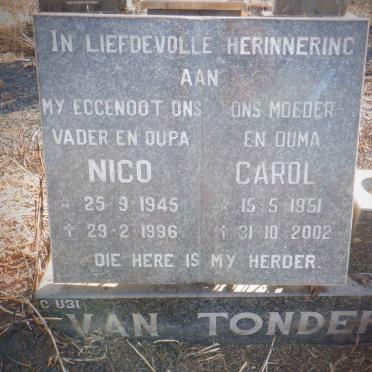 IN LIEFDEVOLLE HERINNERING
AAN
MY EGGENOOT ONS
VADER EN OUPA
NICO
☆ 25·9·1945
✝ 29·2·1996
ONS MOEDER
EN OUMA
CAROL
☆ 15·5·1951
✝ 31·10·2002
DIE HERE IS MY HERDER.
C U31
VAN TONDER